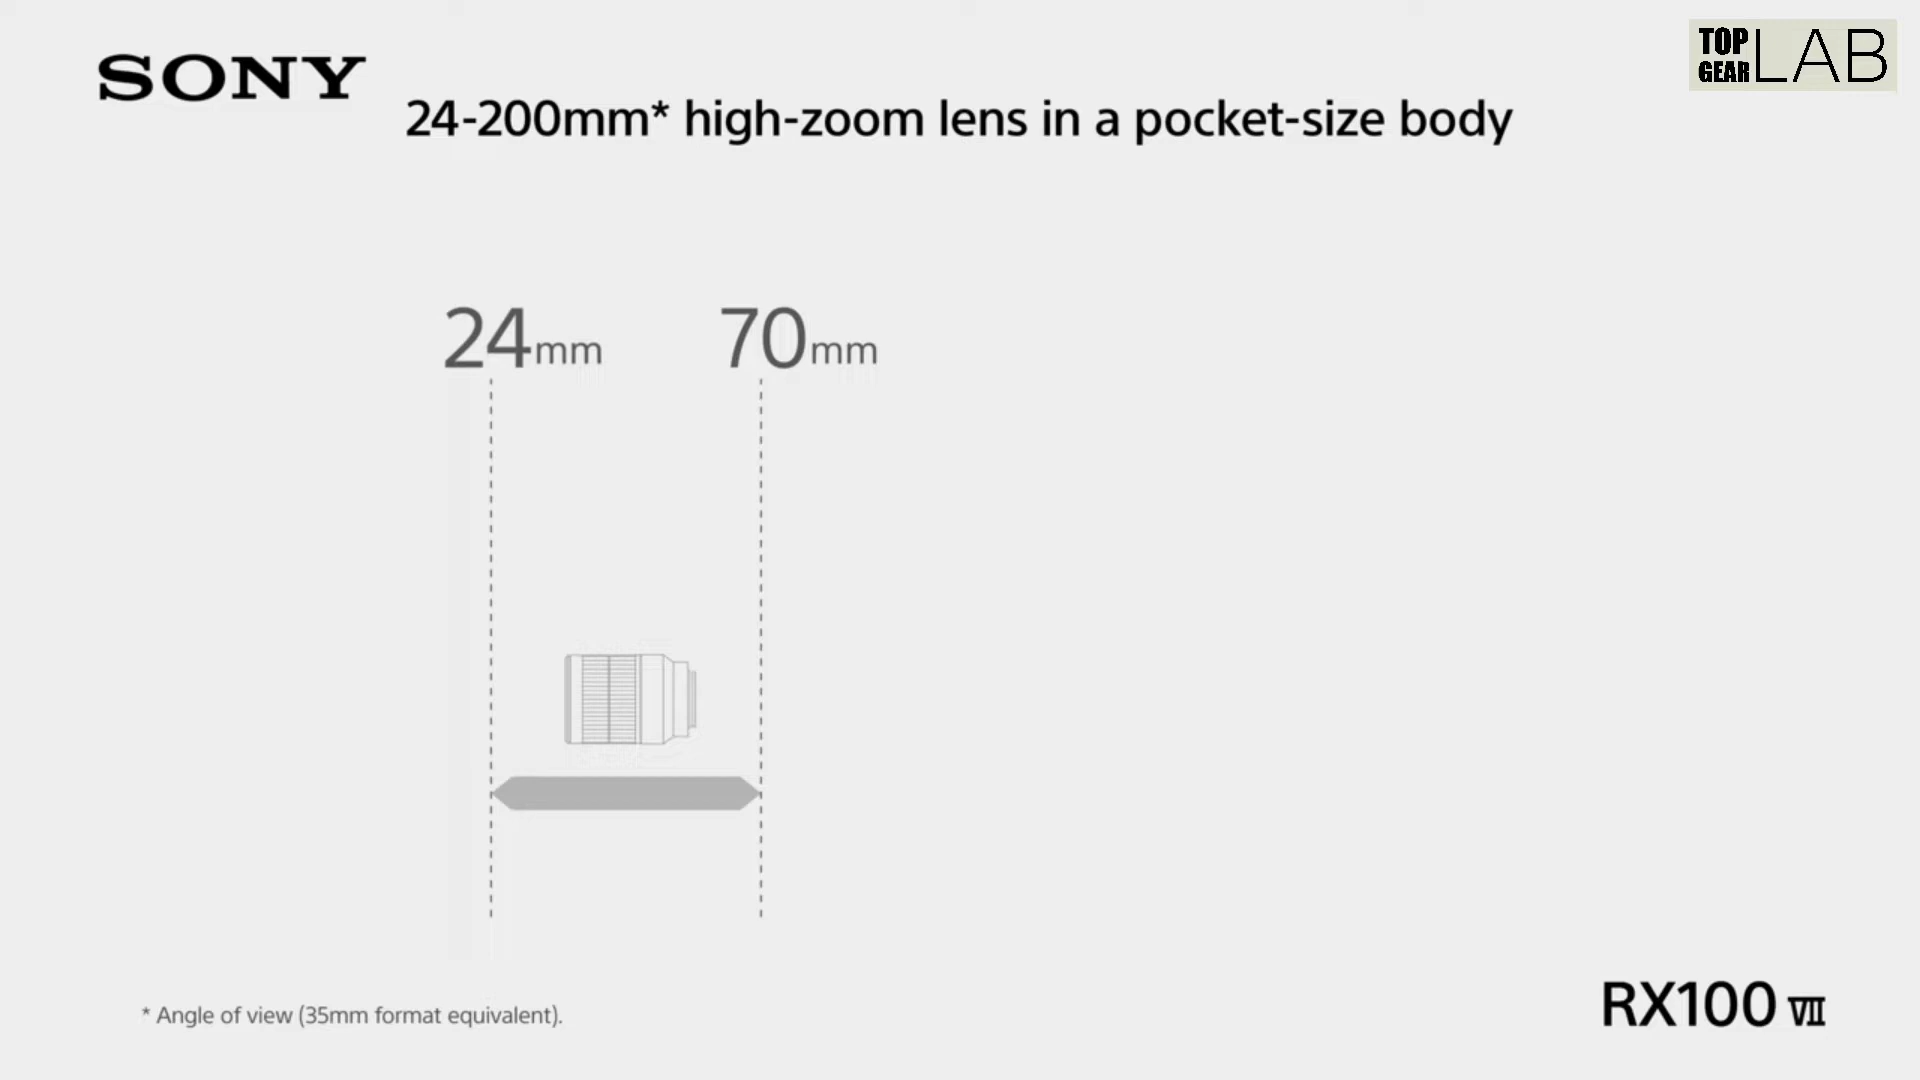 SONY
TOP
GEAR
LAB
24-200mm* high-zoom lens in a pocket-size body
24mm
70mm
* Angle of view (35mm format equivalent).
RX100 VII